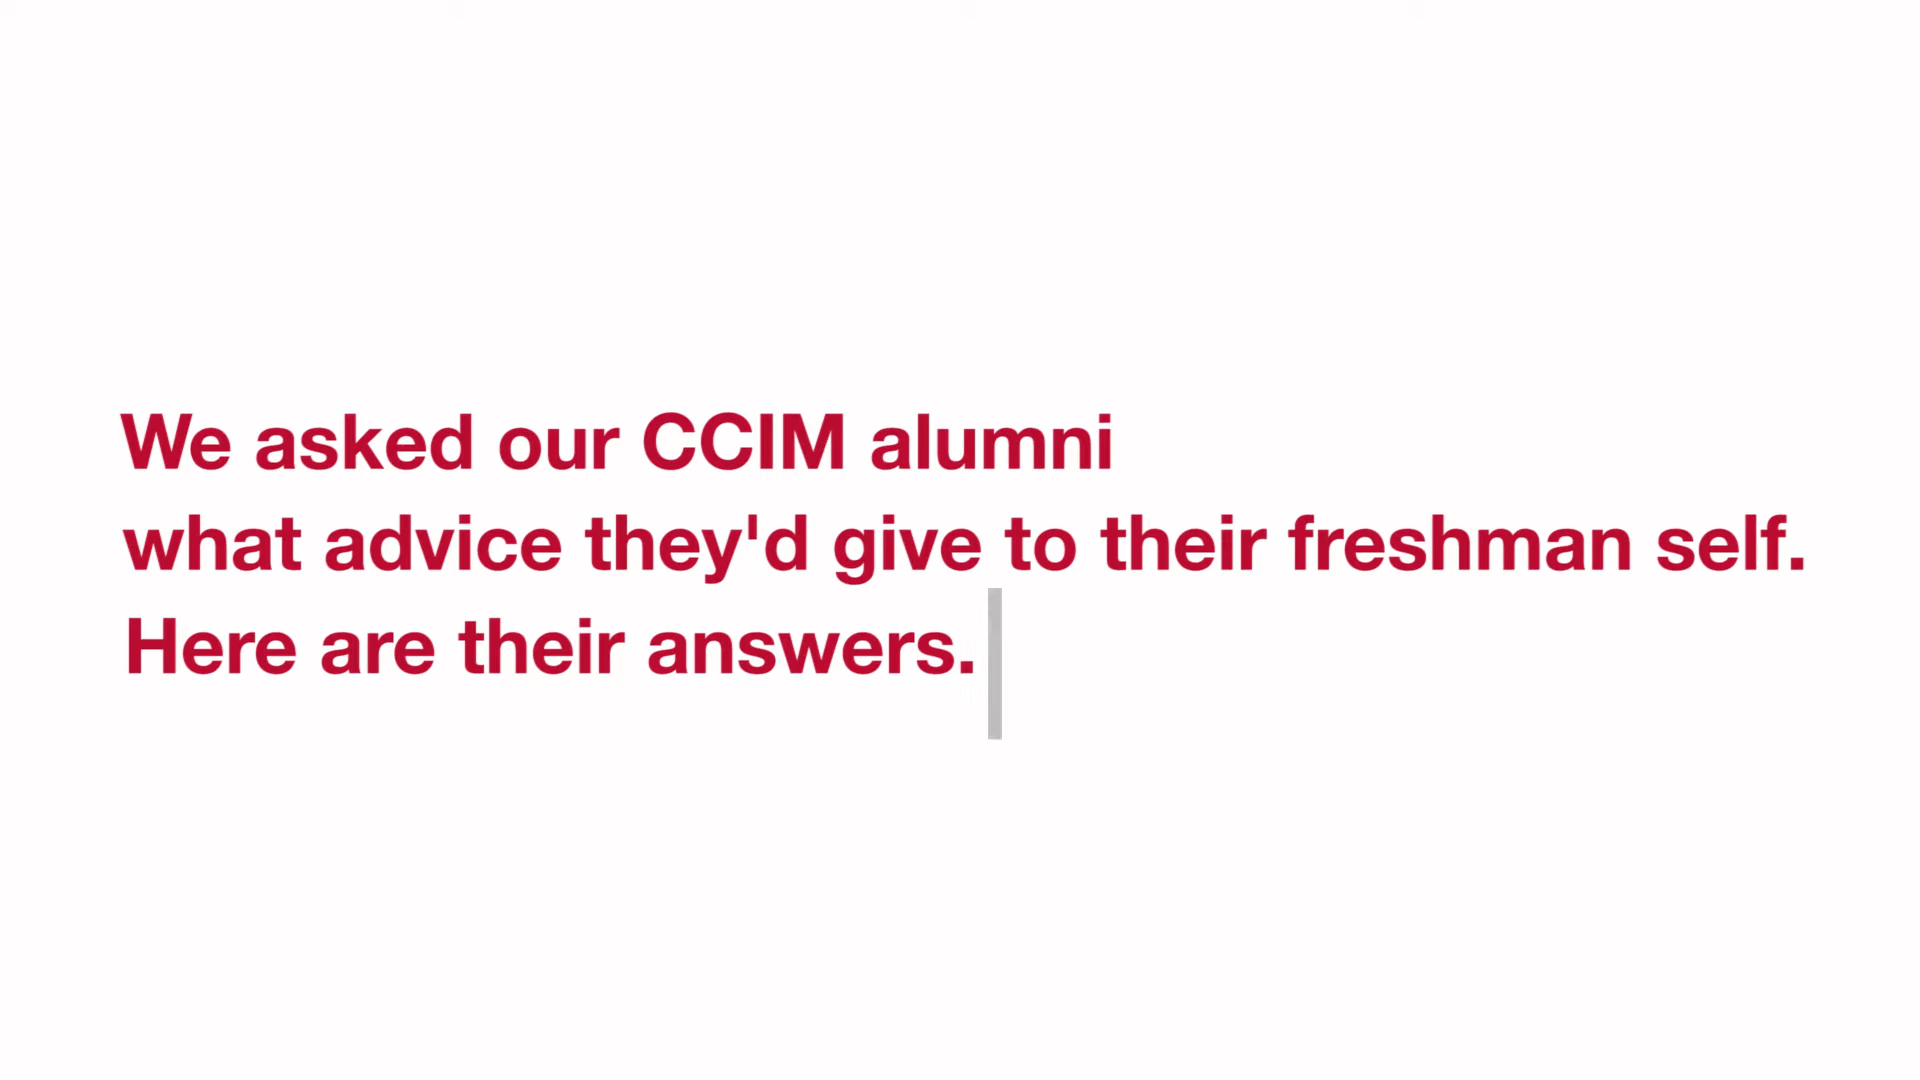 We asked our CCIM alumni
what advice they'd give to their freshman self.
Here are their answers.